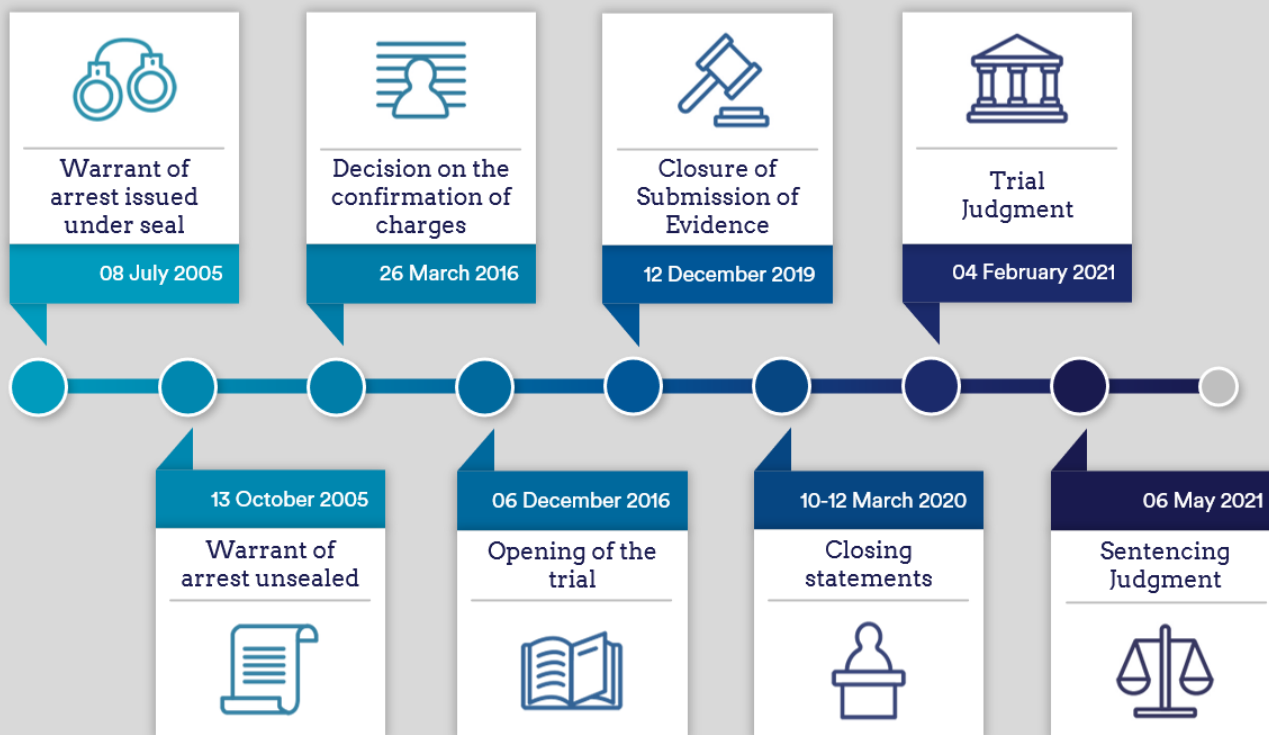 Warrant of
arrest issued
under seal
08 July 2005
Decision on the
confirmation of
charges
26 March 2016
Closure of
Submission of
Evidence
12 December 2019
Trial
Judgment
04 February 2021
13 October 2005
Warrant of
arrest unsealed
06 December 2016
Opening of the
trial
10-12 March 2020
Closing
statements
06 May 2021
Sentencing
Judgment